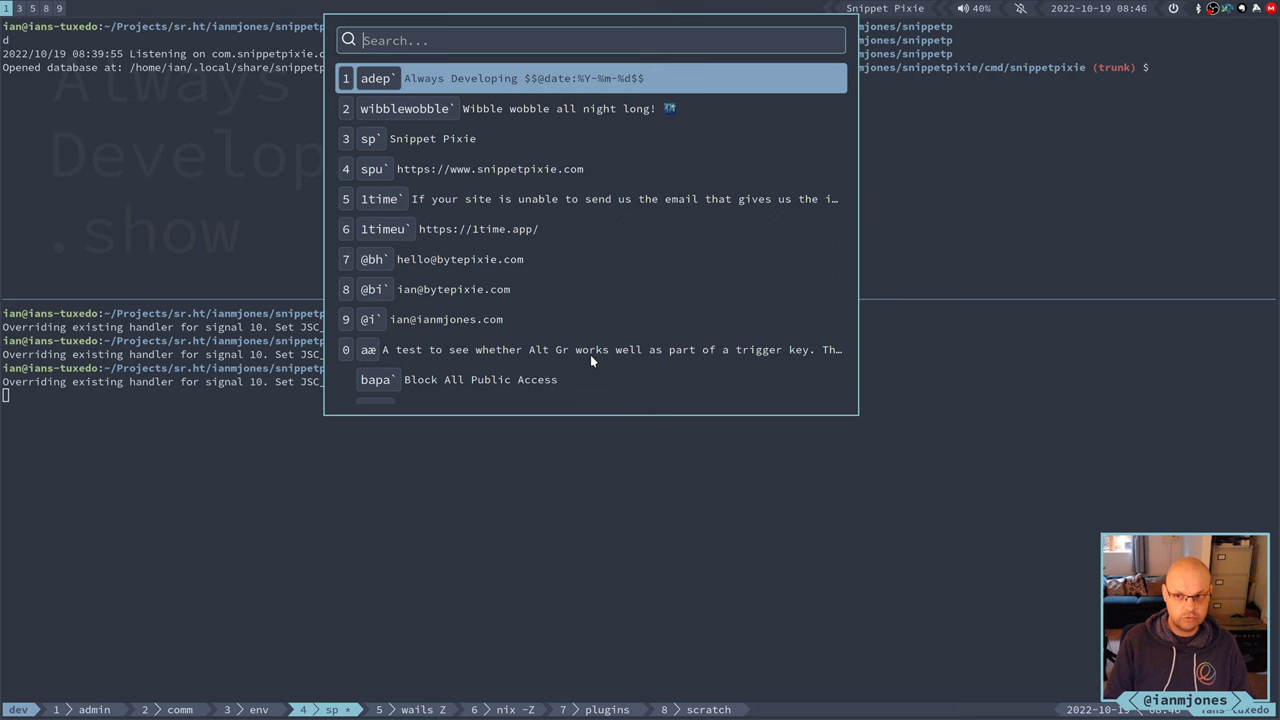 1 3 5 8 9 Snippet Pixie 40% 2022-10-19 08:46
ian@ians-tuxedo:~/Projects/sr.ht/ianmjones/snippetp
d
2022/10/19 08:39:55 Listening on com.snippetpixie.
Opened database at: /home/ian/.local/share/snippetp
mjones/snippetp
mjones/snippetp
mjones/snippetp
mjones/snippetpixie/cmd/snippetpixie (trunk) $
Always
Develop
.show
Search...
1 adep` Always Developing $$@date:%Y-%m-%d$$
2 wibblewobble` Wibble wobble all night long! 🌃
3 sp` Snippet Pixie
4 spu` https://www.snippetpixie.com
5 1time` If your site is unable to send us the email that gives us the i…
6 1timeu` https://1time.app/
7 @bh` hello@bytepixie.com
8 @bi` ian@bytepixie.com
9 @i` ian@ianmjones.com
0 aæ A test to see whether Alt Gr works well as part of a trigger key. Th…
bapa` Block All Public Access
ian@ians-tuxedo:~/Projects/sr.ht/ianmj
Overriding existing handler for signal 10. Set JSC_
ian@ians-tuxedo:~/Projects/sr.ht/ianmj
Overriding existing handler for signal 10. Set JSC_
ian@ians-tuxedo:~/Projects/sr.ht/ianmj
Overriding existing handler for signal 10. Set JSC_
@ianmjones
dev 1 admin 2 comm 3 env 4 sp * 5 wails Z 6 nix -Z 7 plugins 8 scratch 2022-10-19